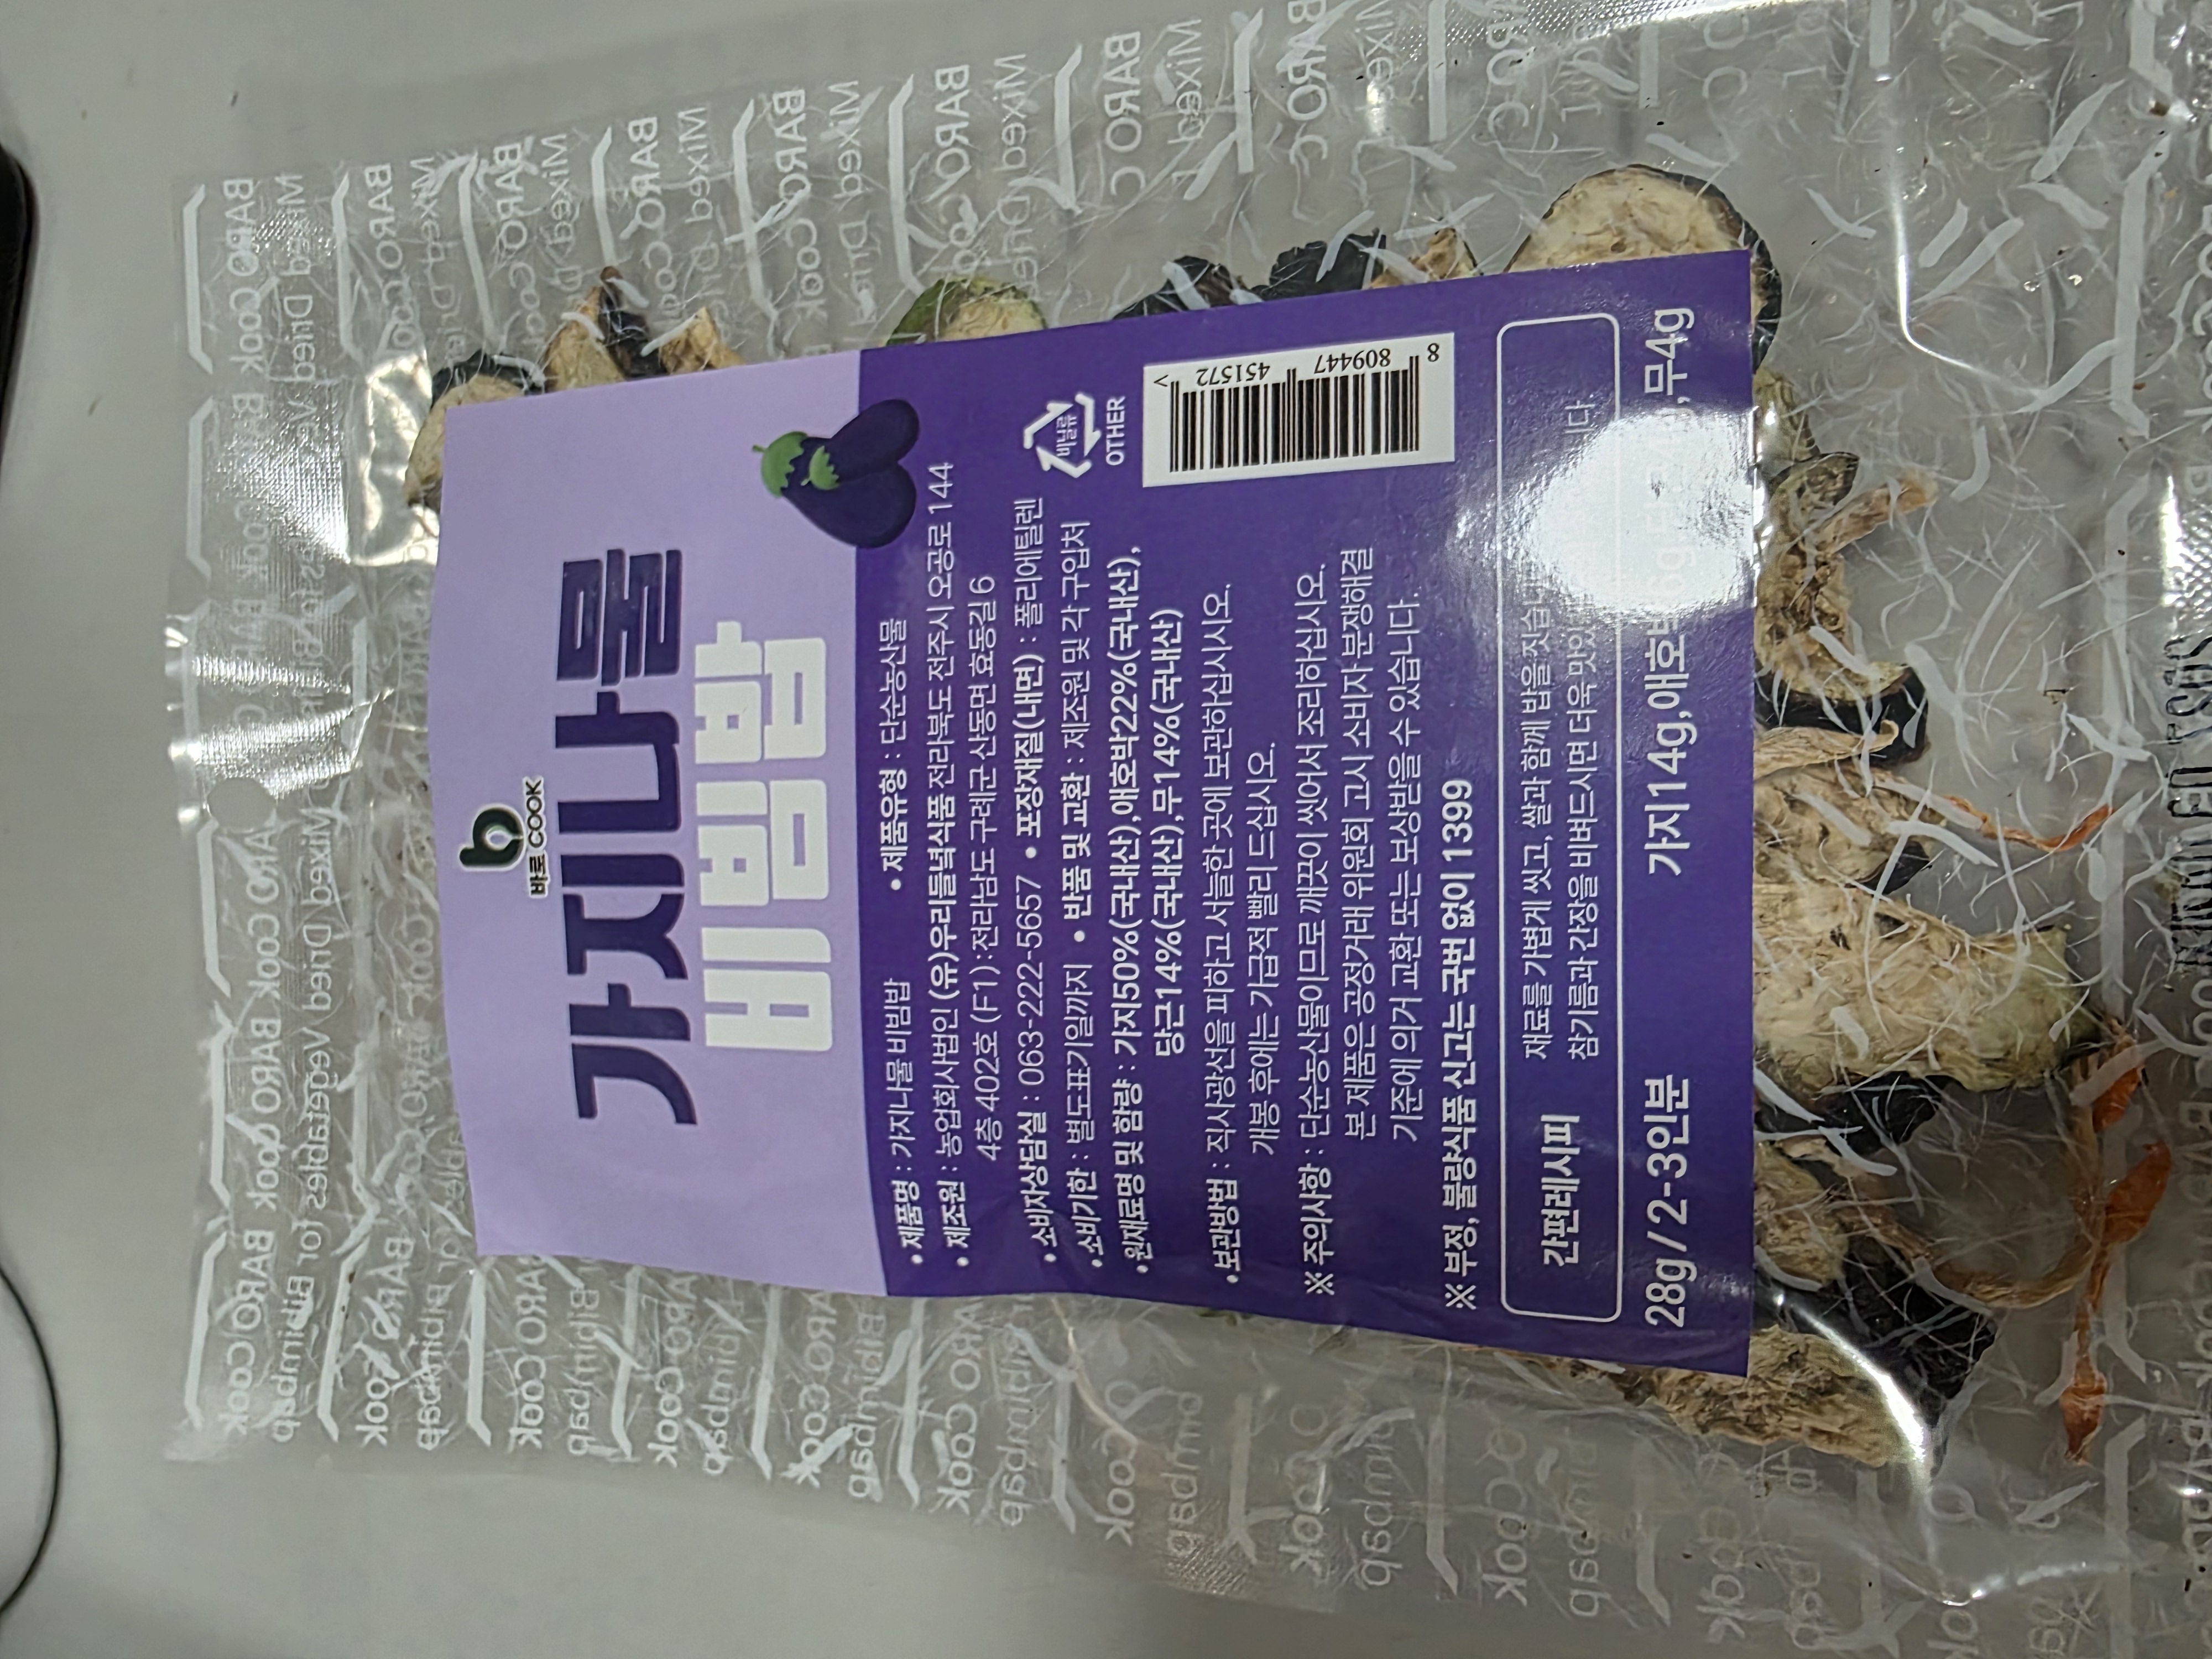 바로 COOK
가지나물
비빔밥
• 제품명 : 가지나물 비빔밥 • 제품유형 : 단순농산물
• 제조원 : 농업회사법인 (유)우리들녘식품 전라북도 전주시 오공로 144
4층 402호 (F1) :전라남도 구례군 산동면 효동길 6
• 소비자상담실 : 063-222-5657 • 포장재질(내면) : 폴리에틸렌
• 소비기한 : 별도표기일까지 • 반품 및 교환 : 제조원 및 각 구입처
•원재료명 및 함량 : 가지50%(국내산),애호박22%(국내산),
당근14%(국내산),무14%(국내산)
•보관방법 : 직사광선을 피하고 서늘한 곳에 보관하십시시오.
개봉 후에는 가급적 빨리 드십시오.
※ 주의사항 : 단순농산물이므로 깨끗이 씻어서 조리하십시오.
본 제품은 공정거래 위원회 고시 소비자 분쟁해결
기준에 의거 교환 또는 보상받을 수 있습니다.
※ 부정, 불량식품 신고는 국번 없이 1399
비닐류
OTHER
8 809447 451572 >
간편레시피
재료를 가볍게 씻고, 쌀과 함께 밥을
참기름과 간장을 비벼드시면 더욱
28g / 2-3인분 가지14g,애호박6g 무4g
BARO Cook
Mixed Dried Vegetables for Bibimbap